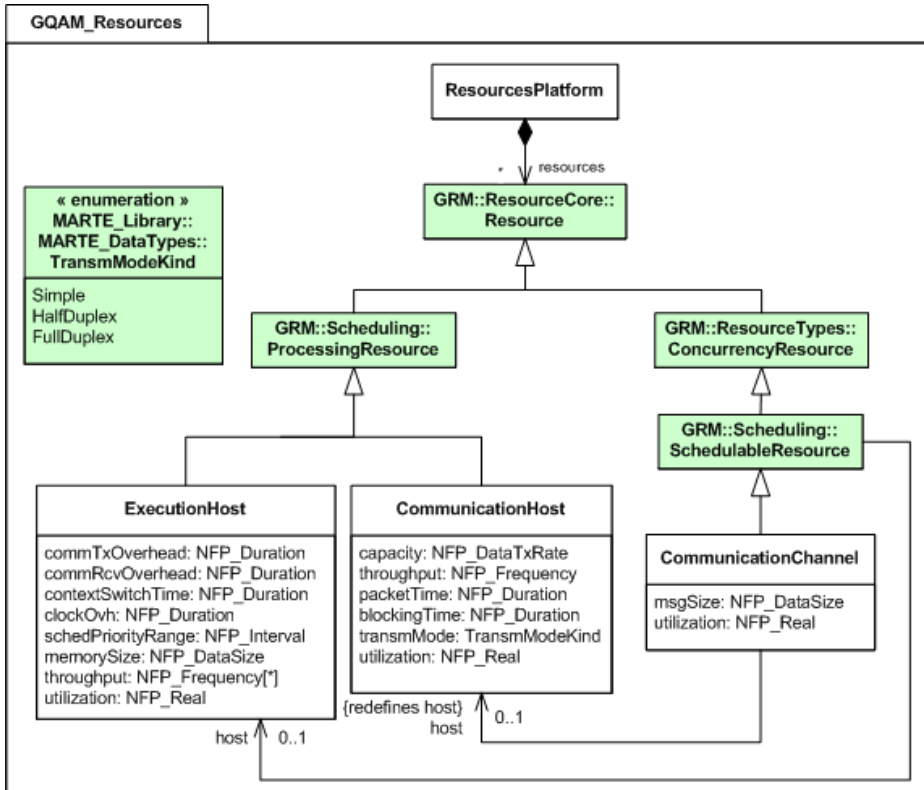 GQAM_Resources
ResourcesPlatform
* resources
« enumeration »
MARTE_Library::
MARTE_DataTypes::
TransmModeKind
Simple
HalfDuplex
FullDuplex
GRM::ResourceCore::
Resource
GRM::Scheduling::
ProcessingResource
GRM::ResourceTypes::
ConcurrencyResource
GRM::Scheduling::
SchedulableResource
ExecutionHost
commTxOverhead: NFP_Duration
commRcvOverhead: NFP_Duration
contextSwitchTime: NFP_Duration
clockOvh: NFP_Duration
schedPriorityRange: NFP_Interval
memorySize: NFP_DataSize
throughput: NFP_Frequency[*]
utilization: NFP_Real
CommunicationHost
capacity: NFP_DataTxRate
throughput: NFP_Frequency
packetTime: NFP_Duration
blockingTime: NFP_Duration
transmMode: TransmModeKind
utilization: NFP_Real
CommunicationChannel
msgSize: NFP_DataSize
utilization: NFP_Real
{redefines host}
host
0..1
host 0..1